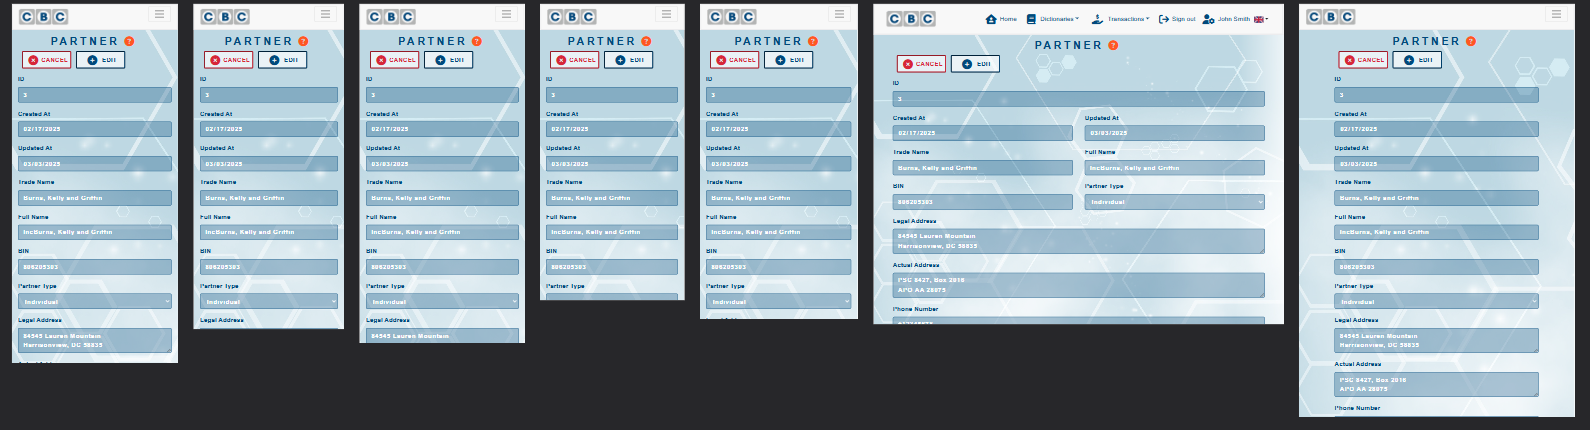 CBC
PARTNER ?
CANCEL EDIT
ID
3
Created At
02/17/2025
Updated At
03/03/2025
Trade Name
Burns, Kelly and Griffin
Full Name
IncBurns, Kelly and Griffin
BIN
806205303
Partner Type
Individual
Legal Address
84545 Lauren Mountain
Harrisonview, DC 58835
CBC
PARTNER ?
CANCEL EDIT
ID
3
Created At
02/17/2025
Updated At
03/03/2025
Trade Name
Burns, Kelly and Griffin
Full Name
IncBurns, Kelly and Griffin
BIN
806205303
Partner Type
Individual
Legal Address
CBC
PARTNER ?
CANCEL EDIT
ID
3
Created At
02/17/2025
Updated At
03/03/2025
Trade Name
Burns, Kelly and Griffin
Full Name
IncBurns, Kelly and Griffin
BIN
806205303
Partner Type
Individual
Legal Address
84545 Lauren Mountain
CBC
PARTNER ?
CANCEL EDIT
ID
3
Created At
02/17/2025
Updated At
03/03/2025
Trade Name
Burns, Kelly and Griffin
Full Name
IncBurns, Kelly and Griffin
BIN
806205303
Partner Type
CBC
PARTNER ?
CANCEL EDIT
ID
3
Created At
02/17/2025
Updated At
03/03/2025
Trade Name
Burns, Kelly and Griffin
Full Name
IncBurns, Kelly and Griffin
BIN
806205303
Partner Type
Individual
CBC Home Dictionaries Transactions Sign out John Smith
PARTNER ?
CANCEL EDIT
ID
3
Created At Updated At
02/17/2025 03/03/2025
Trade Name Full Name
Burns, Kelly and Griffin IncBurns, Kelly and Griffin
BIN Partner Type
806205303 Individual
Legal Address
84545 Lauren Mountain
Harrisonview, DC 58835
Actual Address
PSC 8427, Box 2018
APO AA 28875
Phone Number
CBC
PARTNER ?
CANCEL EDIT
ID
3
Created At
02/17/2025
Updated At
03/03/2025
Trade Name
Burns, Kelly and Griffin
Full Name
IncBurns, Kelly and Griffin
BIN
806205303
Partner Type
Individual
Legal Address
84545 Lauren Mountain
Harrisonview, DC 58835
Actual Address
PSC 8427, Box 2018
APO AA 28875
Phone Number